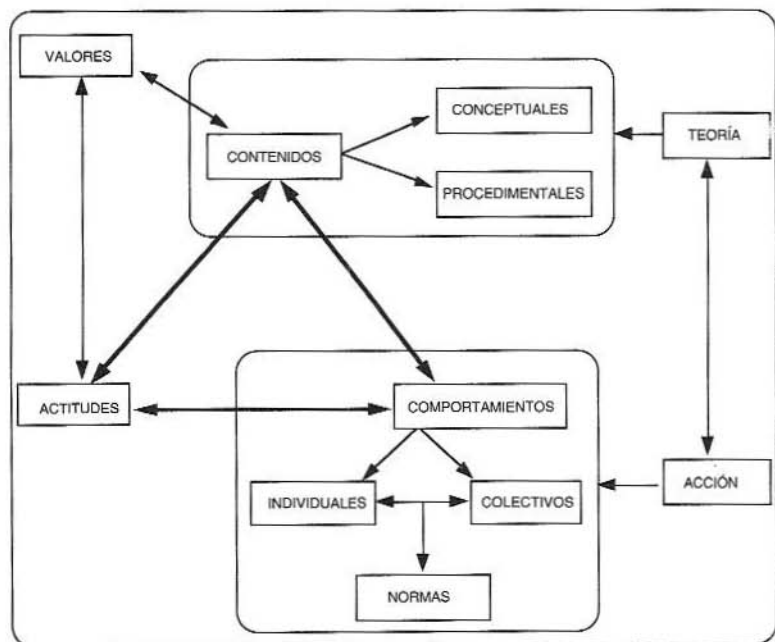 VALORES
CONCEPTUALES
TEORÍA
CONTENIDOS
PROCEDIMENTALES
ACTITUDES
COMPORTAMIENTOS
ACCIÓN
INDIVIDUALES
COLECTIVOS
NORMAS